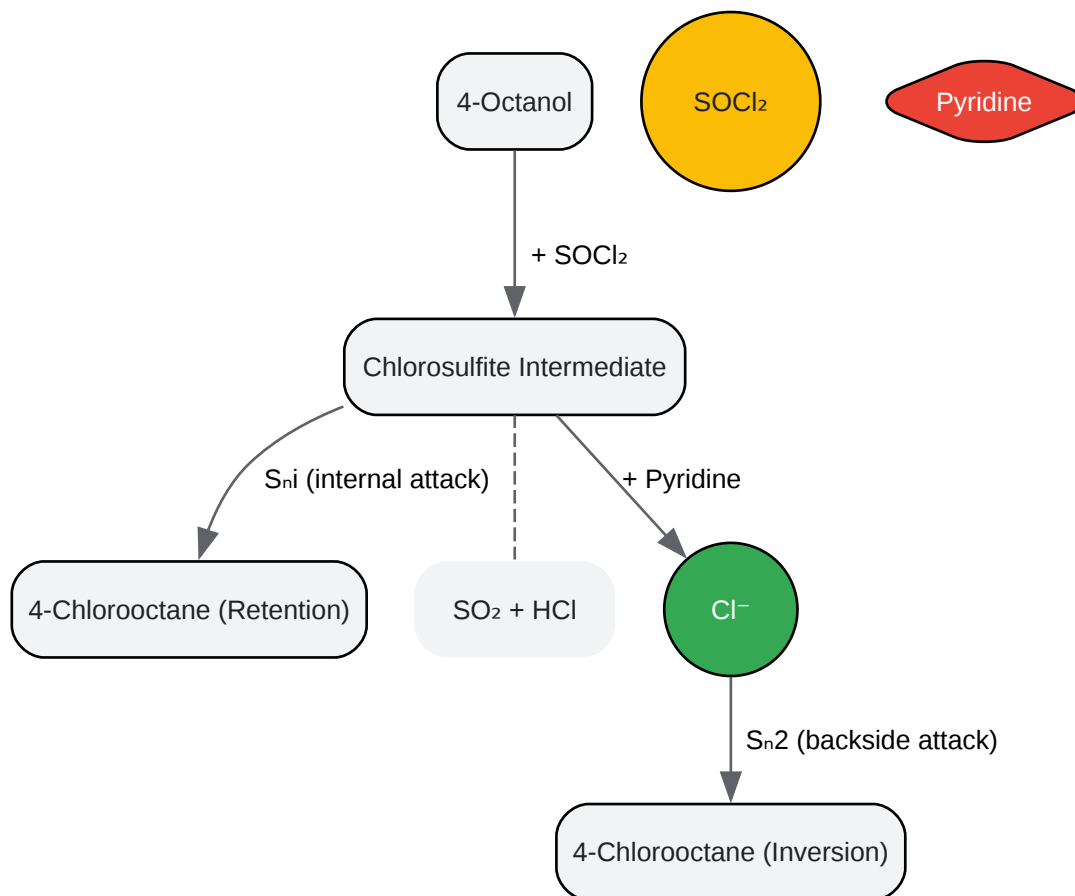 4-Octanol
SOCl₂
Pyridine
+ SOCl₂
Chlorosulfite Intermediate
Sₙi (internal attack)
+ Pyridine
4-Chlorooctane (Retention)
SO₂ + HCl
Cl⁻
Sₙ2 (backside attack)
4-Chlorooctane (Inversion)